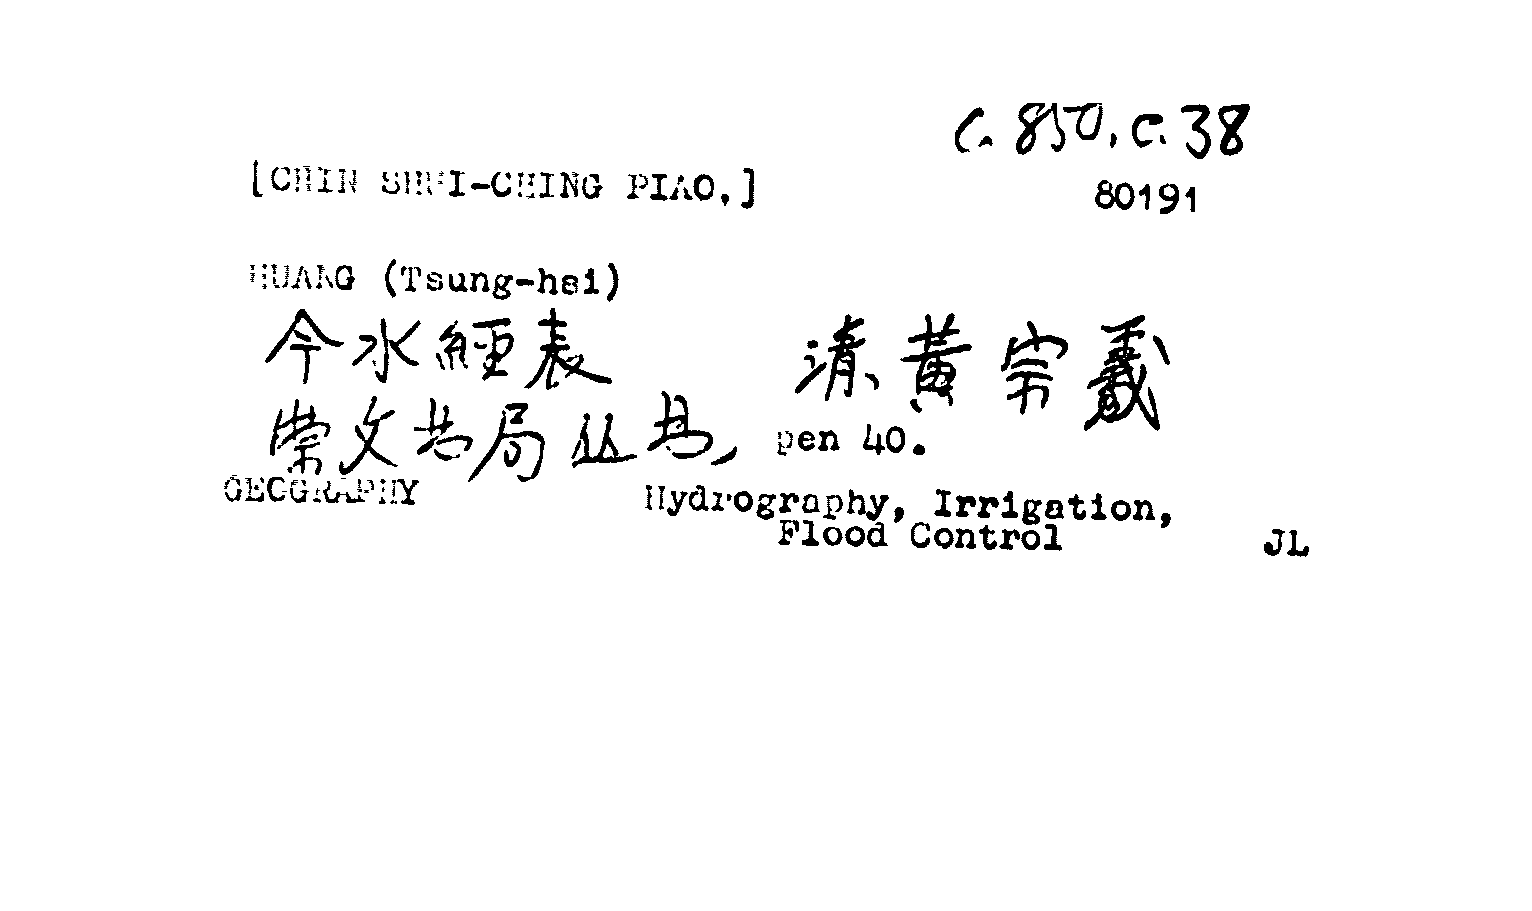 C. 850. c. 38
[CHIN SHUI-CHING PIAO.]
80191
HUANG (Tsung-hsi)
今水經表 清黃宗羲
崇文书局丛书, pen 40.
GEOGRAPHY Hydrography, Irrigation,
Flood Control JL